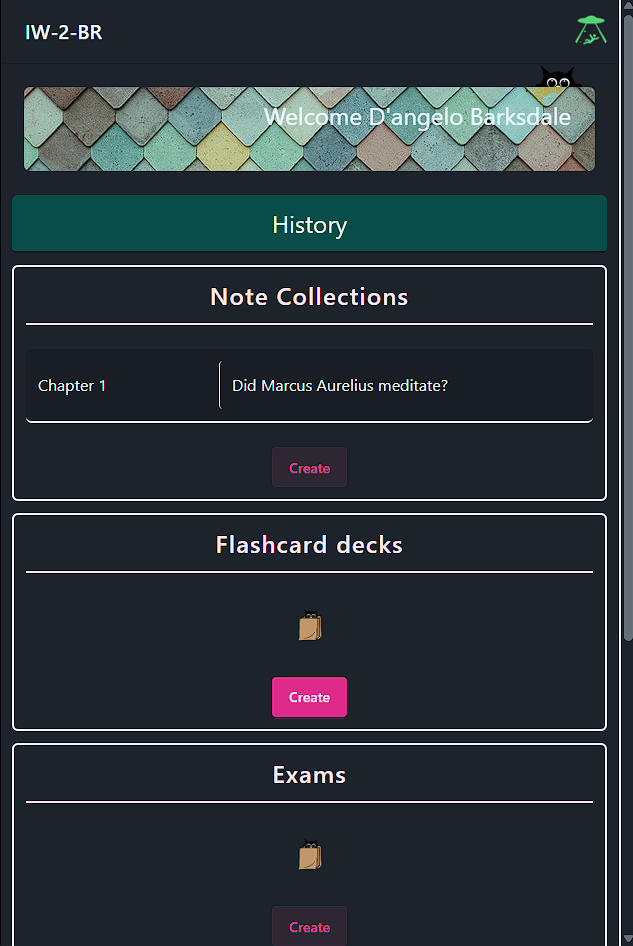 IW-2-BR
Welcome D'angelo Barksdale
History
Note Collections
Chapter 1
Did Marcus Aurelius meditate?
Create
Flashcard decks
Create
Exams
Create